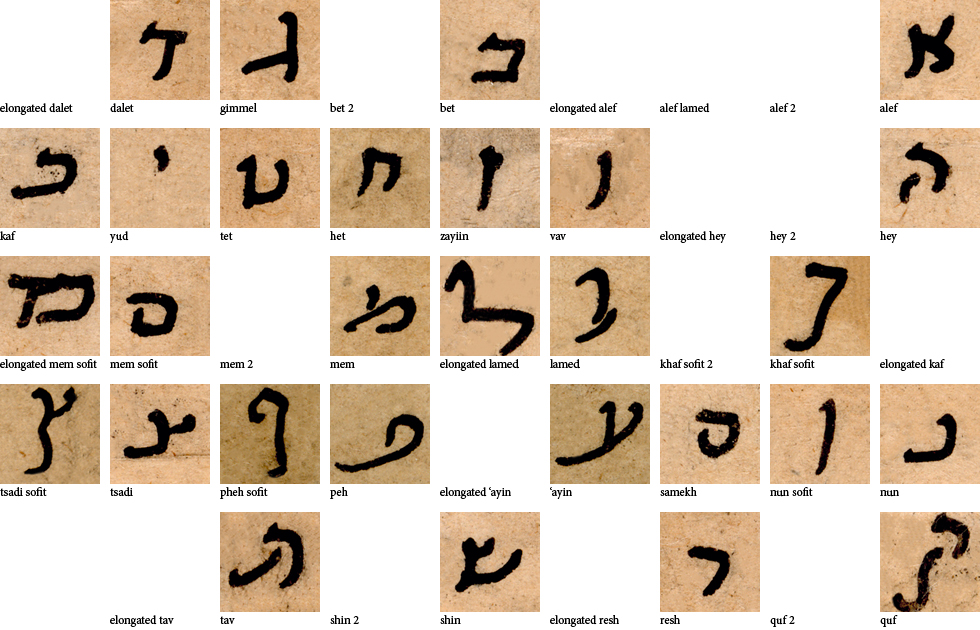 א ב ג ד
elongated dalet dalet gimmel bet 2 bet elongated alef alef lamed alef 2 alef
ה ו ז ח ט י כ
kaf yud tet het zayiin vav elongated hey hey 2 hey
ך ל ל מ ם ם
elongated mem sofit mem sofit mem 2 mem elongated lamed lamed khaf sofit 2 khaf sofit elongated kaf
נ ן ס ע פ ף צ ץ
tsadi sofit tsadi pheh sofit peh elongated ‘ayin ‘ayin samekh nun sofit nun
ק ר ש ת
elongated tav tav shin 2 shin elongated resh resh quf 2 quf